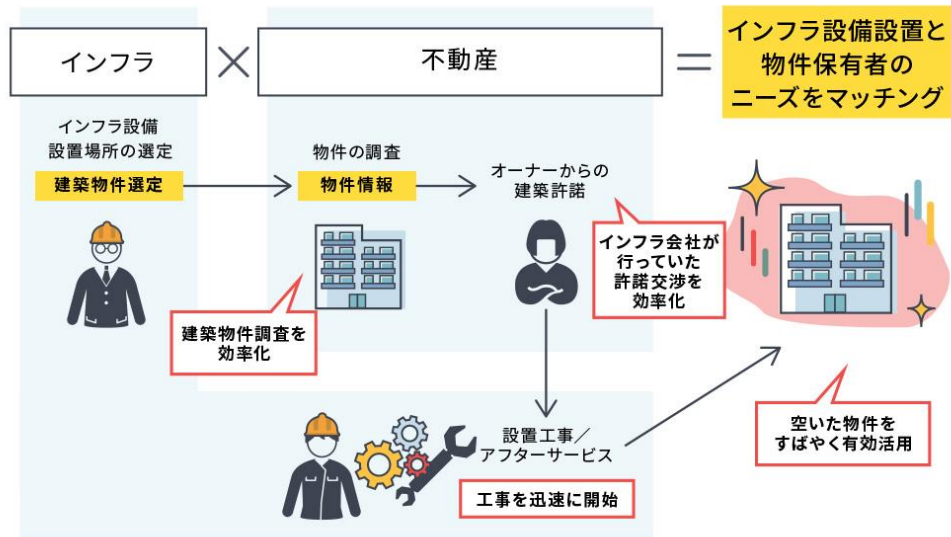 インフラ
×
不動産
=
インフラ設備設置と
物件保有者の
ニーズをマッチング
インフラ設備
設置場所の選定
建築物件選定
物件の調査
物件情報
オーナーからの
建築許諾
インフラ会社が
行っていた
許諾交渉を
効率化
建築物件調査を
効率化
設置工事／
アフターサービス
工事を迅速に開始
空いた物件を
すばやく有効活用